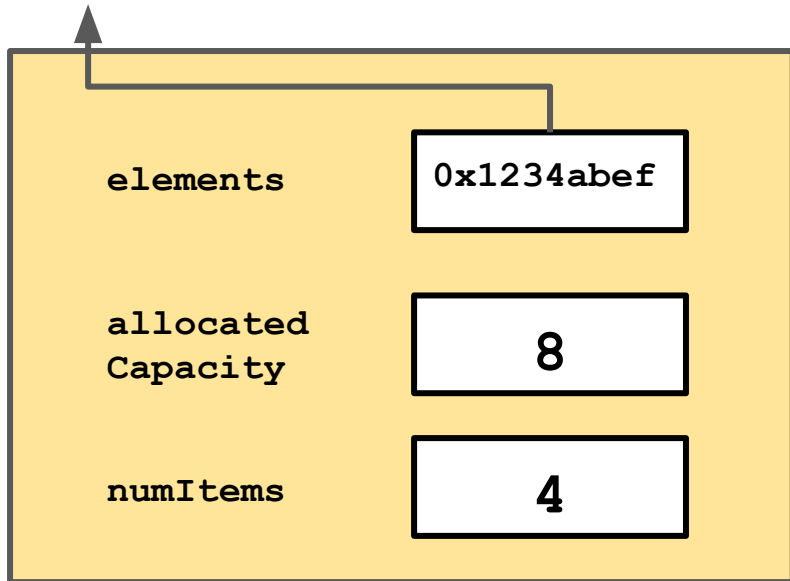 elements
0x1234abef
allocated
Capacity
8
numItems
4